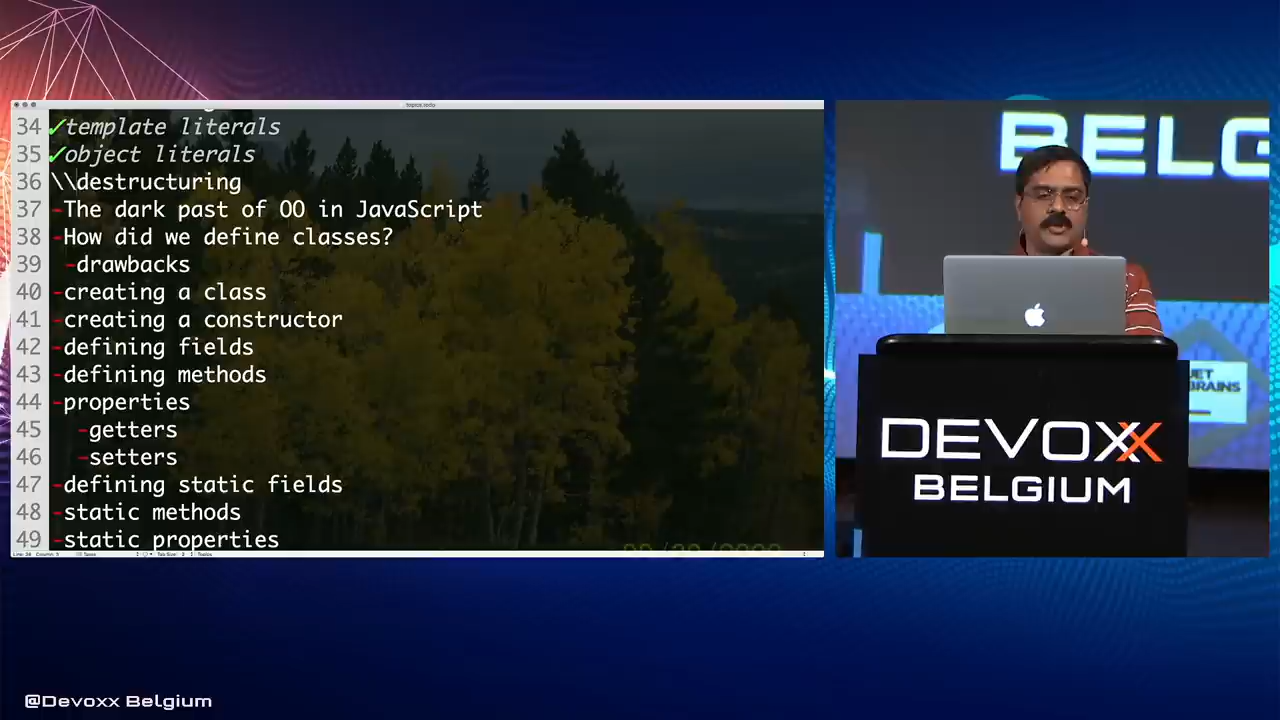 34 ✓template literals
35 ✓object literals
36 \\destructuring
37 -The dark past of OO in JavaScript
38 -How did we define classes?
39 -drawbacks
40 -creating a class
41 -creating a constructor
42 -defining fields
43 -defining methods
44 -properties
45 -getters
46 -setters
47 -defining static fields
48 -static methods
49 -static properties
BELG
JET
BRAINS
DEVOXX
BELGIUM
@Devoxx Belgium